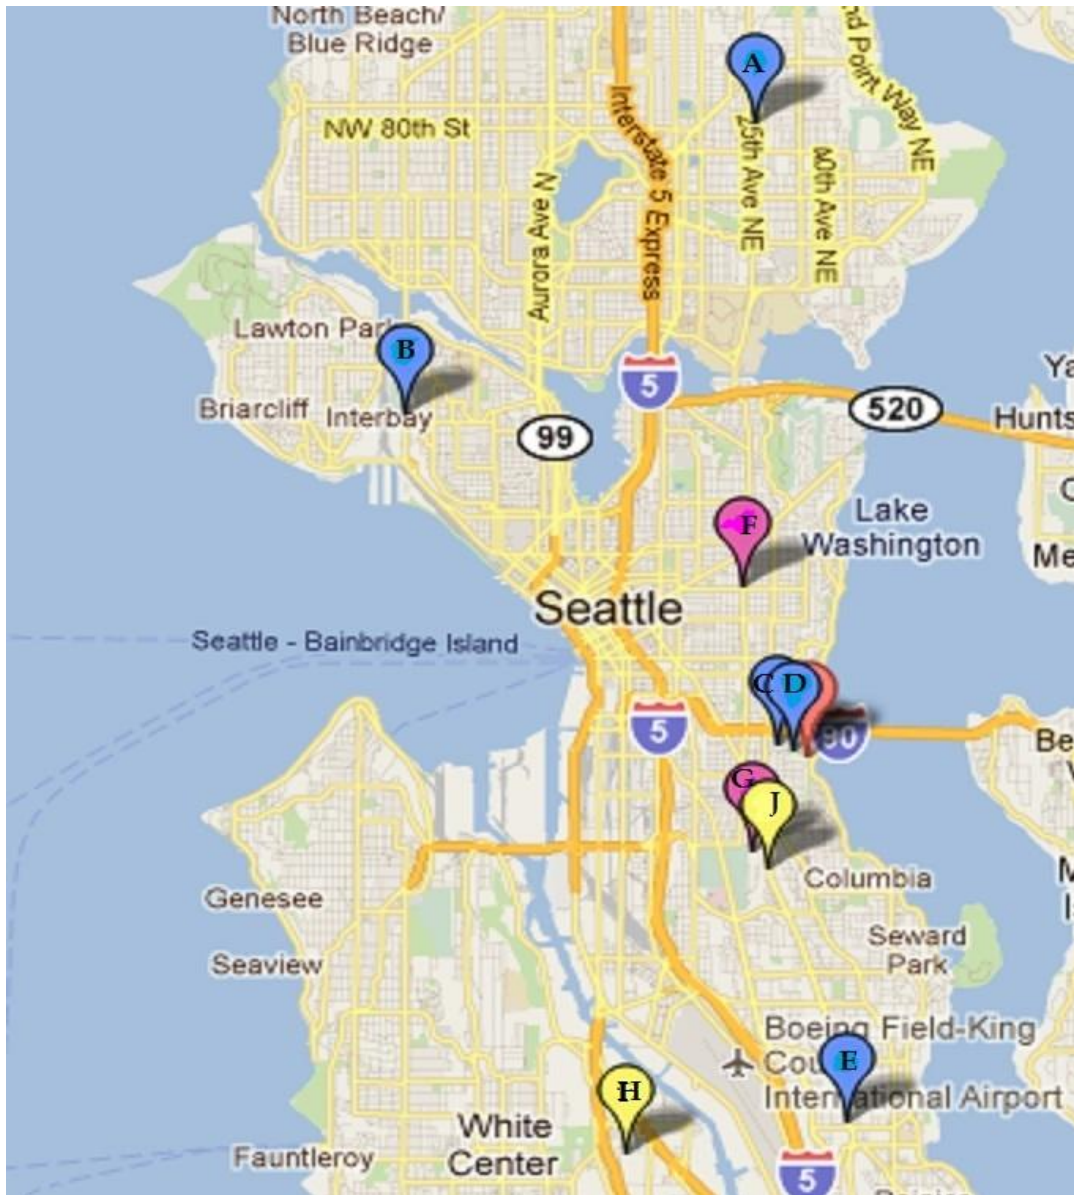 North Beach/
Blue Ridge
A
nd Point Way NE
NW 80th St
Interstate 5 Express
25th Ave NE
40th Ave NE
Aurora Ave N
Lawton Park
B
5
Ya
Briarcliff
Interbay
520
Hunts
99
F
Lake
Washington
C
Me
Seattle
Seattle - Bainbridge Island
C
D
5
90
Be
G
J
Columbia
M
Is
Genesee
Seward
Park
Seaview
Boeing Field-King
Cou
International Airport
E
H
White
Center
Fauntleroy
5